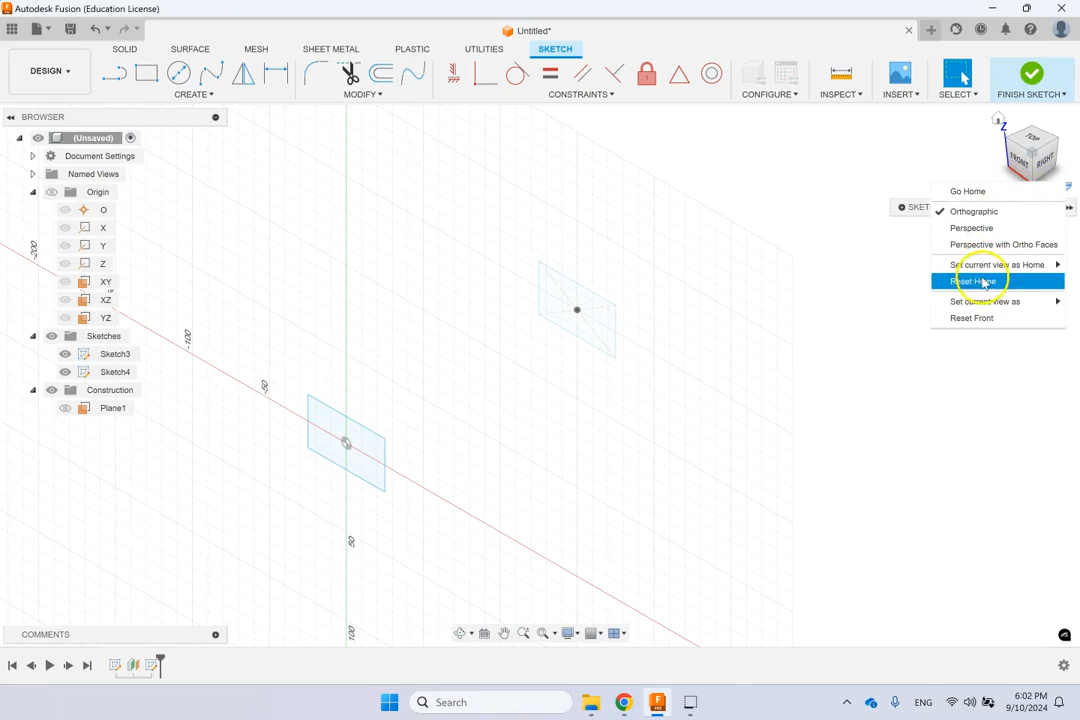 Autodesk Fusion (Education License)
Untitled*
SOLID SURFACE MESH SHEET METAL PLASTIC UTILITIES SKETCH
DESIGN
CREATE MODIFY CONSTRAINTS CONFIGURE INSPECT INSERT SELECT FINISH SKETCH
BROWSER
(Unsaved)
Document Settings
Named Views
Origin
O
X
Y
Z
XY
XZ
YZ
Sketches
Sketch3
Sketch4
Construction
Plane1
-200
-100
-50
50
100
Z
TOP
FRONT
RIGHT
SKET
Go Home
Orthographic
Perspective
Perspective with Ortho Faces
Set current view as Home
Reset Home
Set current view as
Reset Front
COMMENTS
Search
ENG
6:02 PM
9/10/2024